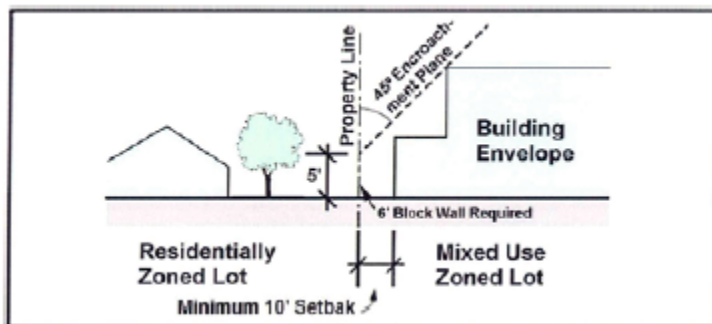 Property Line
45º Encroach-
ment Plane
Building
Envelope
5'
6' Block Wall Required
Residentially
Zoned Lot
Mixed Use
Zoned Lot
Minimum 10' Setbak